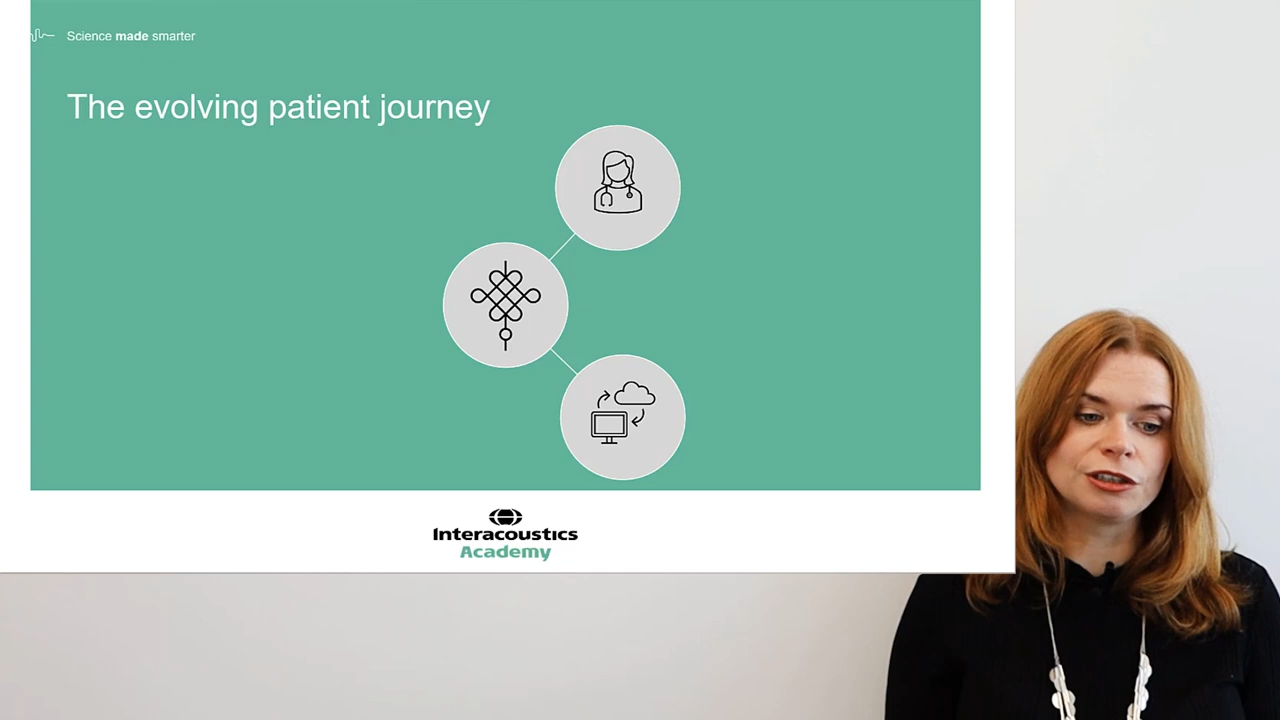 Science made smarter
The evolving patient journey
Interacoustics
Academy